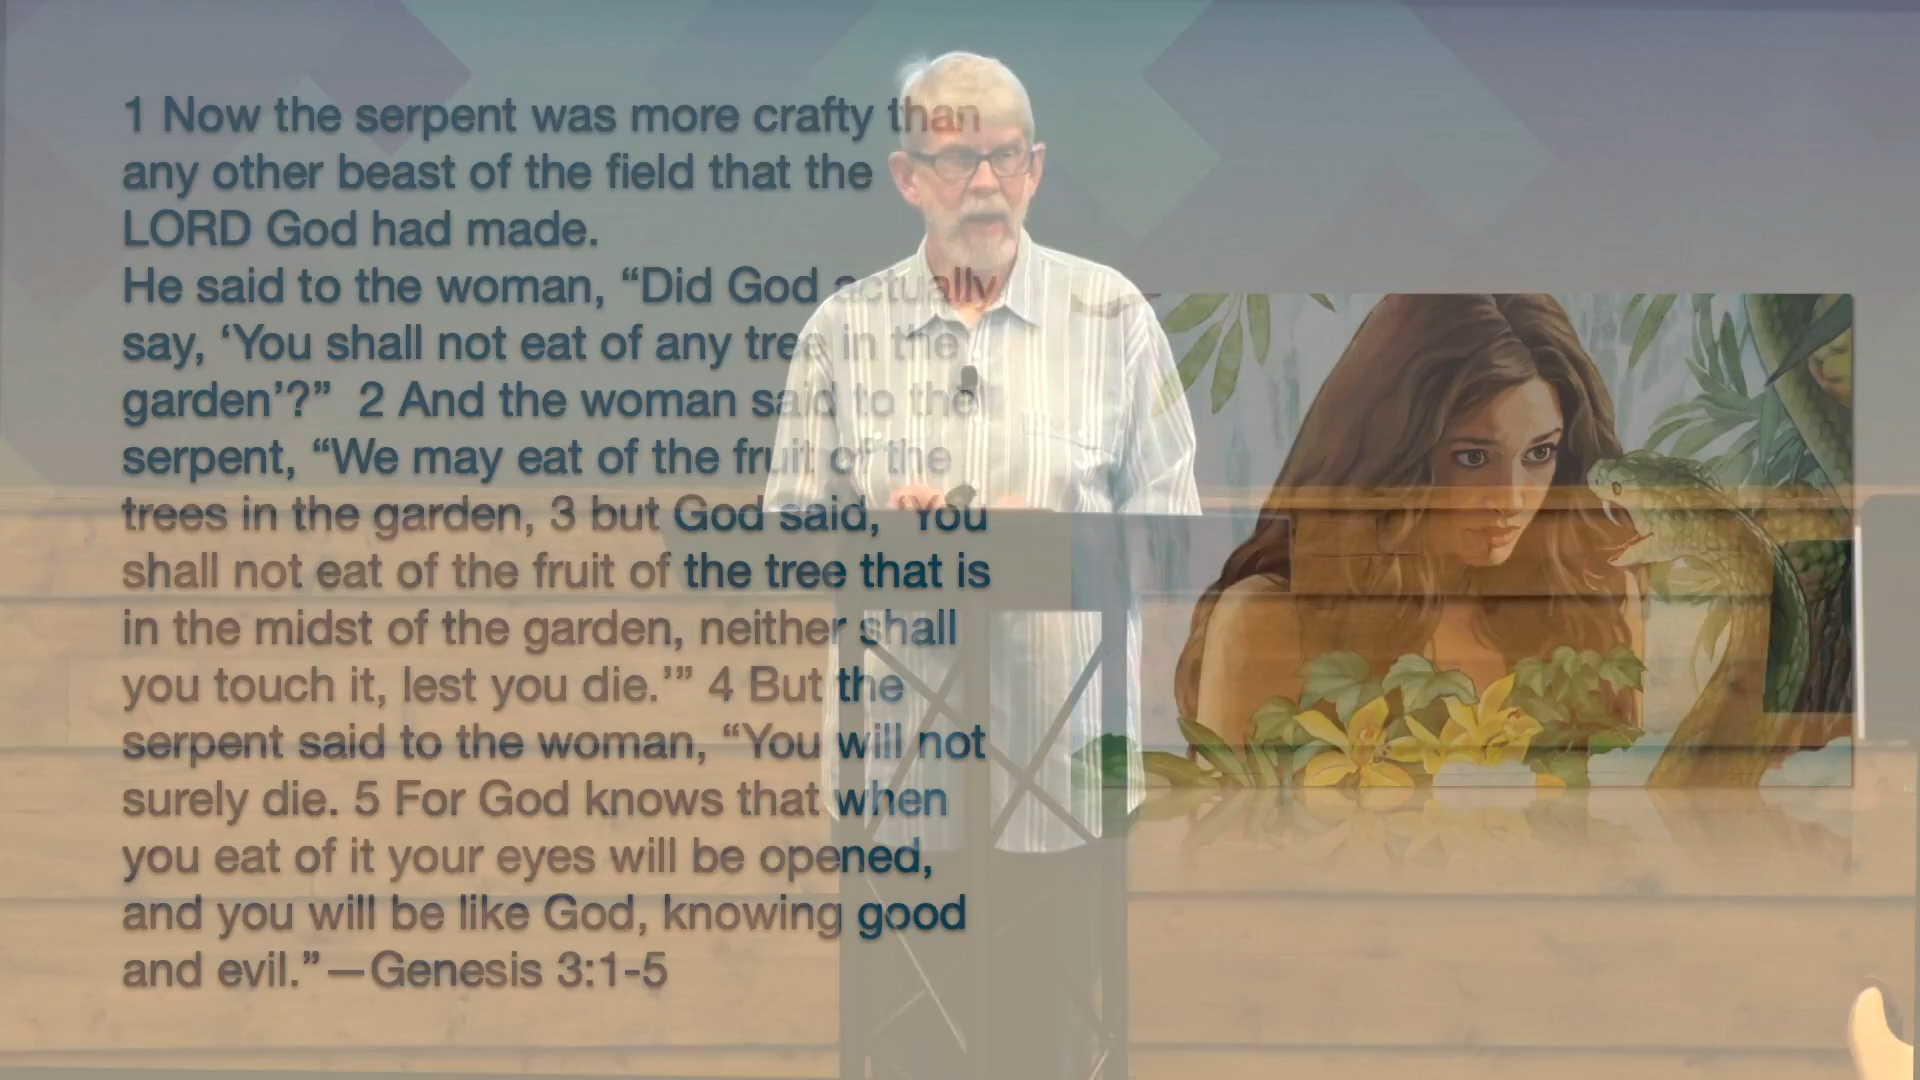 1 Now the serpent was more crafty than
any other beast of the field that the
LORD God had made.
He said to the woman, “Did God actually
say, ‘You shall not eat of any tree in the
garden’?”  2 And the woman said to the
serpent, “We may eat of the fruit of the
trees in the garden, 3 but God said, ‘You
shall not eat of the fruit of the tree that is
in the midst of the garden, neither shall
you touch it, lest you die.’” 4 But the
serpent said to the woman, “You will not
surely die. 5 For God knows that when
you eat of it your eyes will be opened,
and you will be like God, knowing good
and evil.”—Genesis 3:1-5